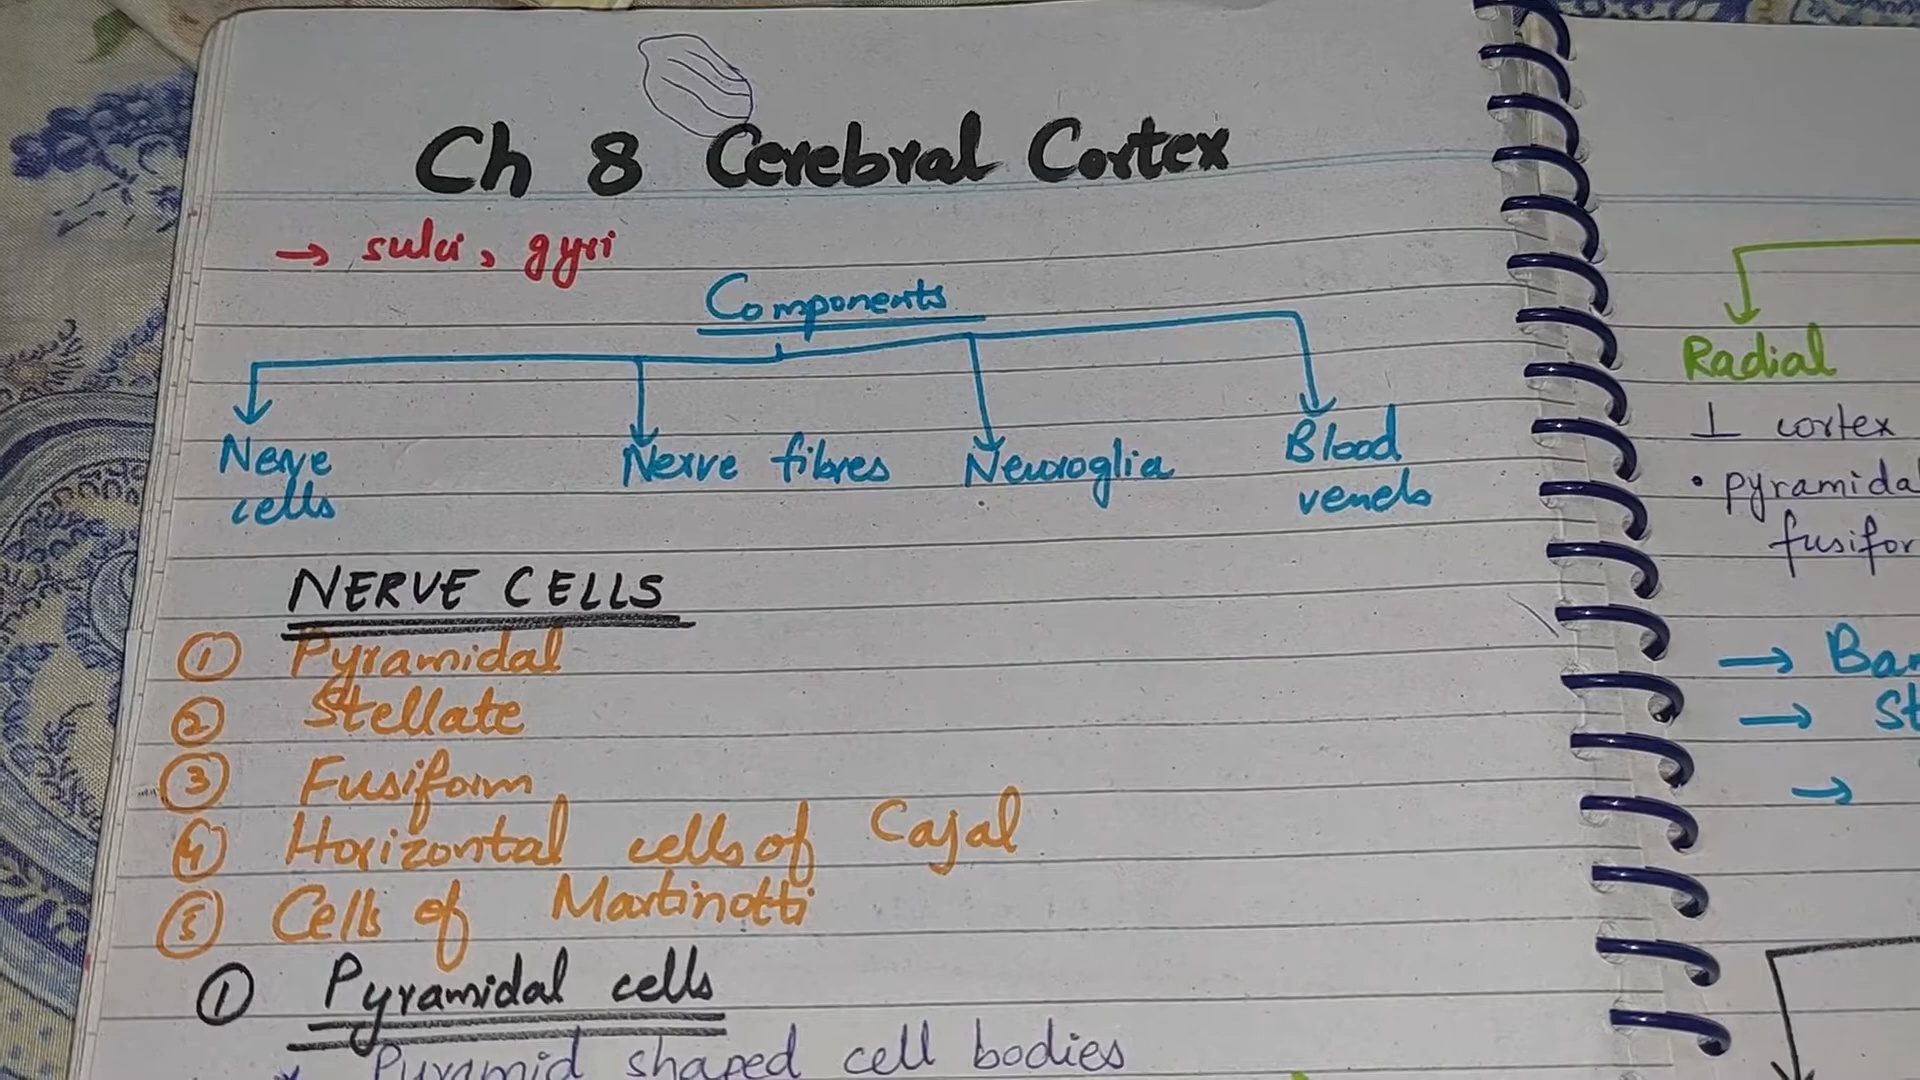 Ch 8 Cerebral Cortex
→ sulci, gyri
Components
Nerve cells
Nerve fibres
Neuroglia
Blood vessels
NERVE CELLS
① Pyramidal
② Stellate
③ Fusiform
④ Horizontal cells of Cajal
⑤ Cells of Martinotti
① Pyramidal cells
Pyramid shaped cell bodies
Radial
⊥ cortex
• pyramida
fusifor
→ Ba
→ St
→